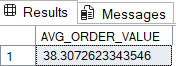 Results Messages
AVG_ORDER_VALUE
1 38.3072623343546